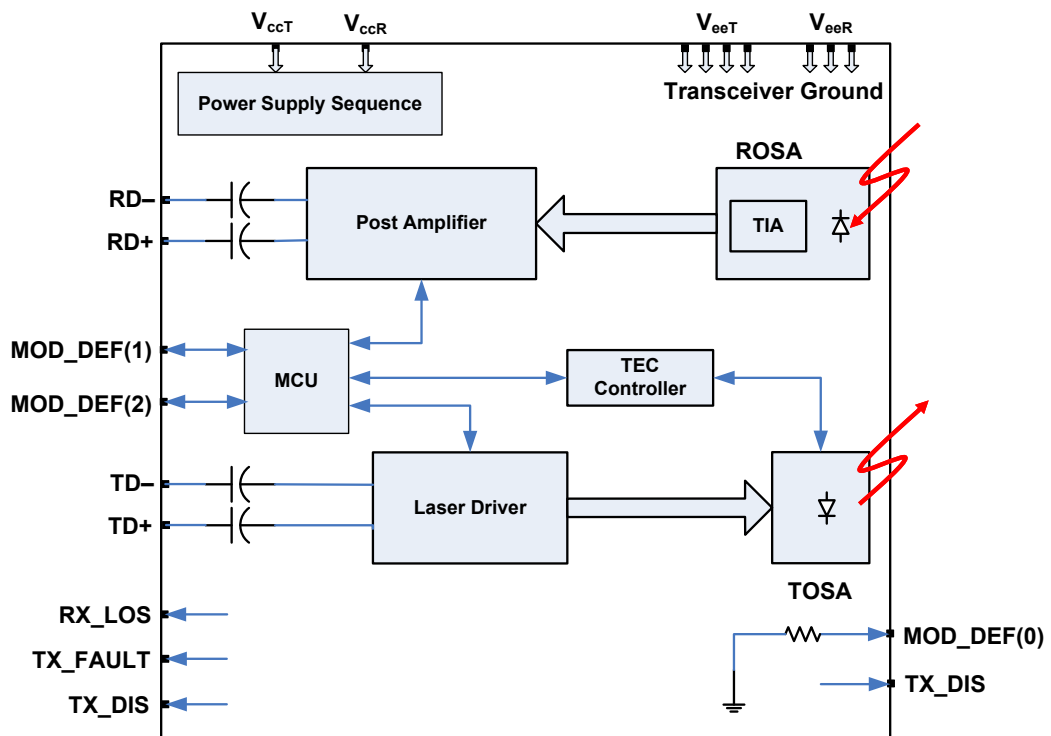 VccT
VccR
VeeT
VeeR
Power Supply Sequence
Transceiver Ground
ROSA
RD–
RD+
Post Amplifier
TIA
MOD_DEF(1)
MOD_DEF(2)
MCU
TEC
Controller
TD–
TD+
Laser Driver
TOSA
RX_LOS
TX_FAULT
TX_DIS
MOD_DEF(0)
TX_DIS